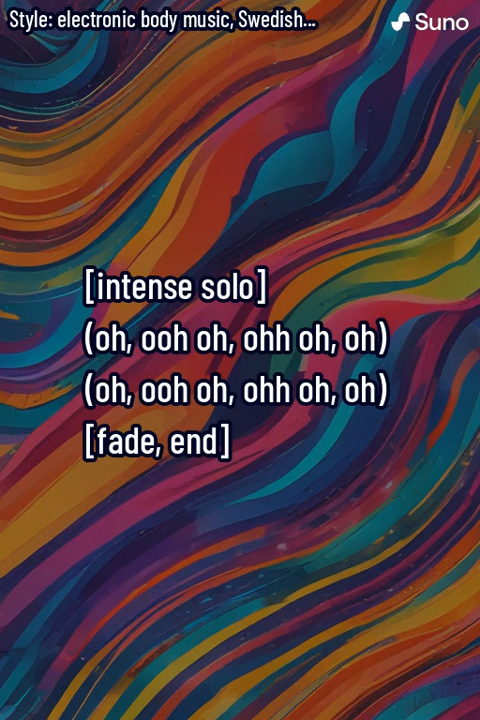 Style: electronic body music, Swedish...
Suno
[intense solo]
(oh, ooh oh, ohh oh, oh)
(oh, ooh oh, ohh oh, oh)
[fade, end]